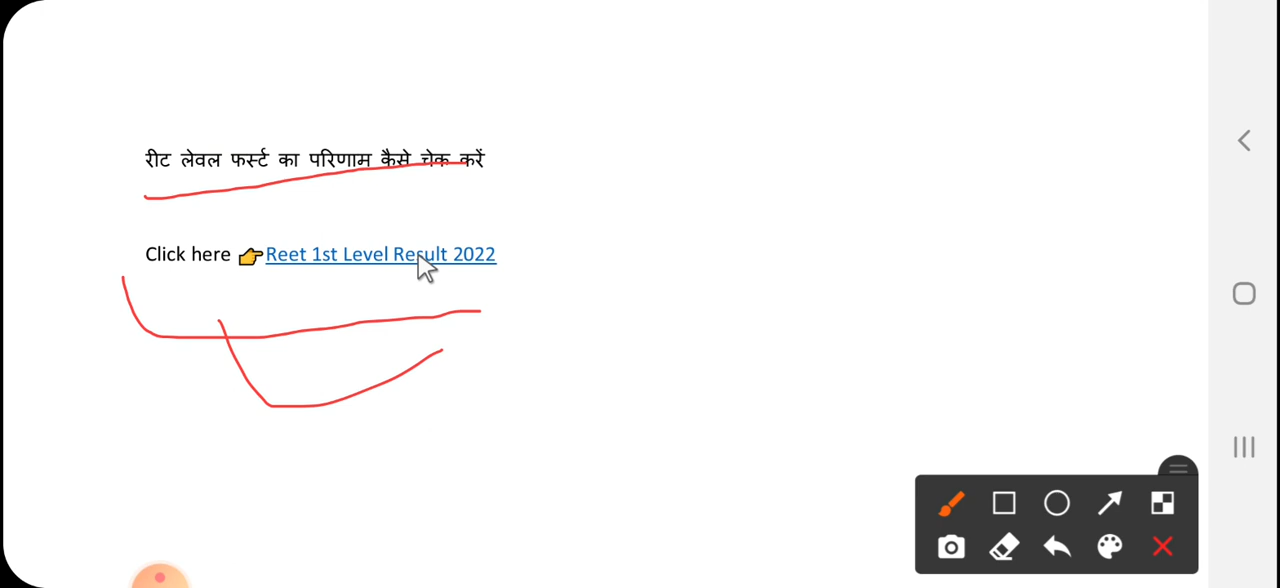 रीट लेवल फर्स्ट का परिणाम कैसे चेक करें
Click here 👉Reet 1st Level Result 2022